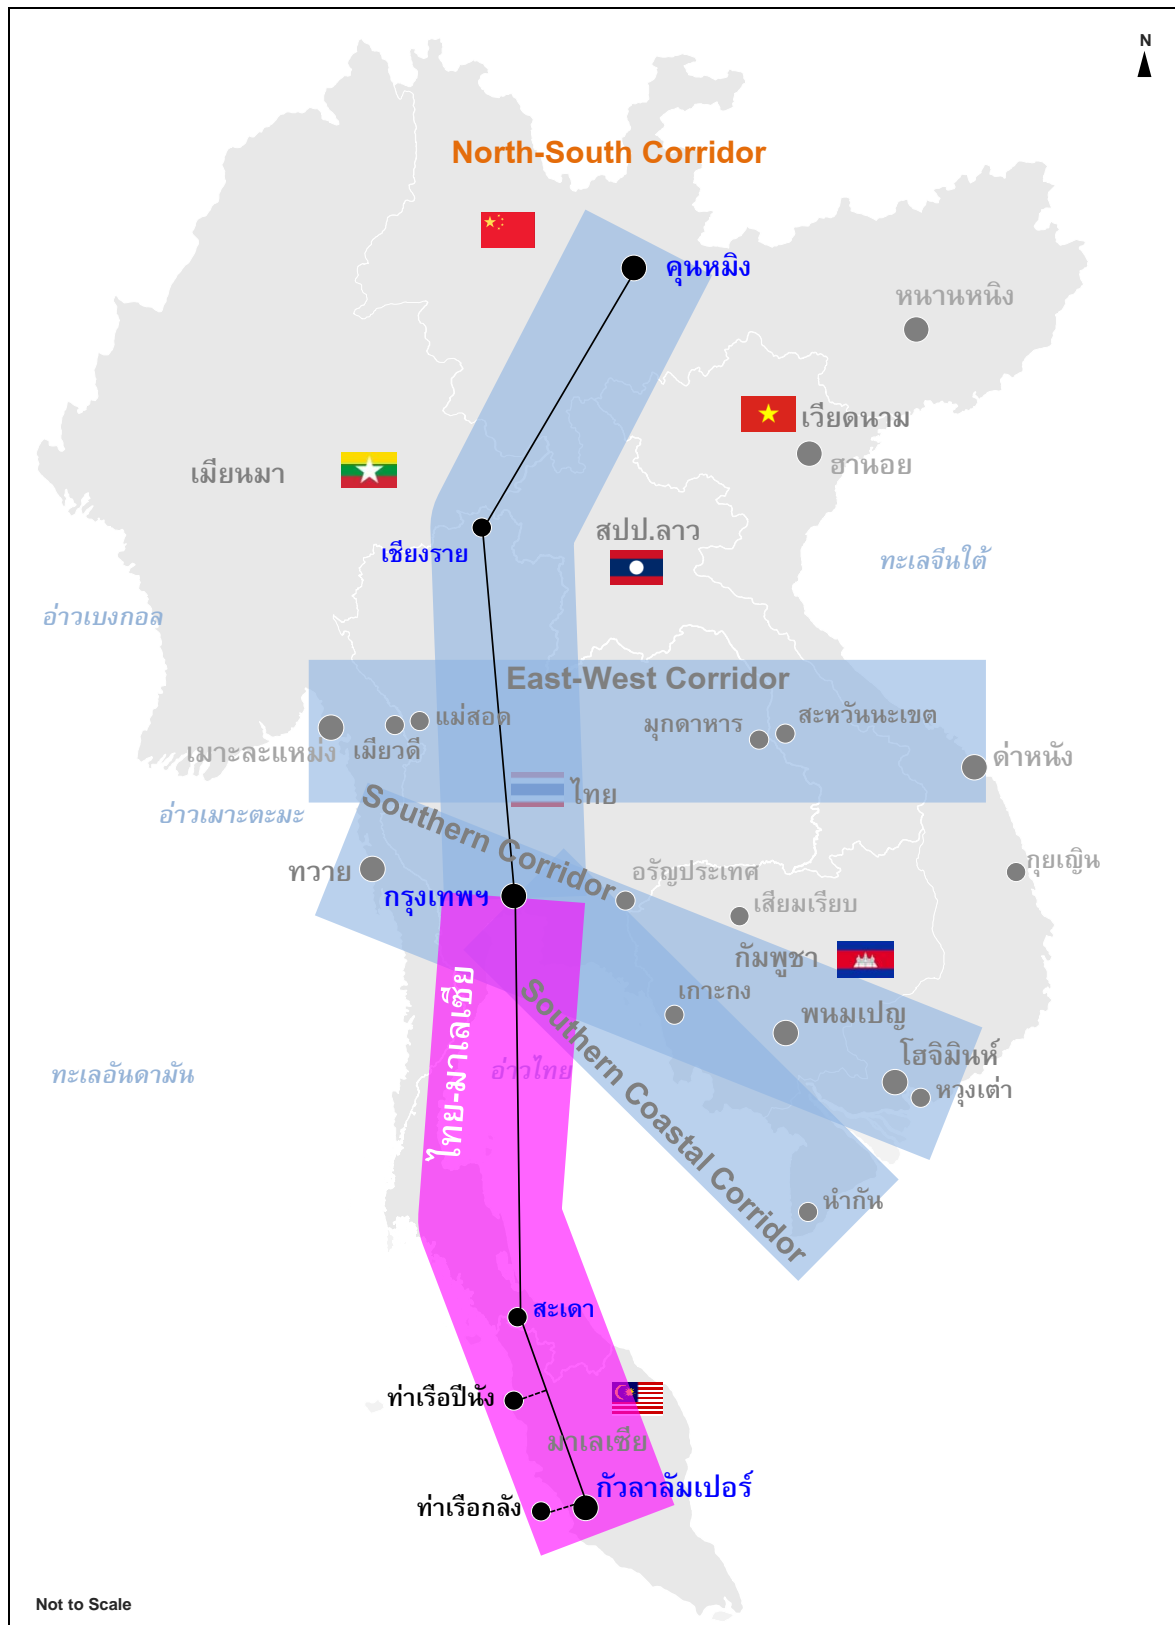 N
North-South Corridor
คุนหมิง
หนานหนิง
เวียดนาม
ฮานอย
เมียนมา
สปป.ลาว
เชียงราย
ทะเลจีนใต้
อ่าวเบงกอล
East-West Corridor
แม่สอด
มุกดาหาร
สะหวันนะเขต
เมาะละแหม่ง
เมียวดี
ด่าหนัง
ไทย
อ่าวเมาะตะมะ
Southern Corridor
ทวาย
กรุงเทพฯ
อรัญประเทศ
กุยเญิน
เสียมเรียบ
กัมพูชา
เกาะกง
พนมเปญ
ไทย-มาเลเซีย
Southern Coastal Corridor
โฮจิมินห์
หวุงเต่า
ทะเลอันดามัน
อ่าวไทย
นำกัน
สะเดา
ท่าเรือปีนัง
มาเลเซีย
กัวลาลัมเปอร์
ท่าเรือกลัง
Not to Scale